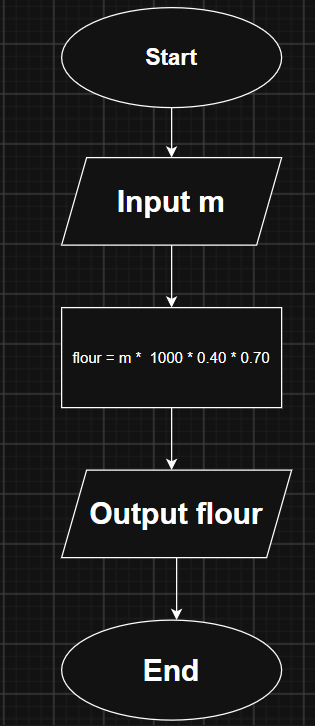 Start
Input m
flour = m *  1000 * 0.40 * 0.70
Output flour
End